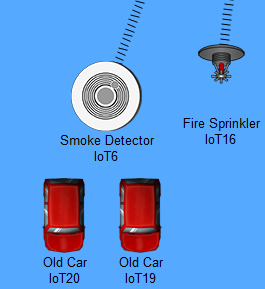 Smoke Detector
IoT6
Fire Sprinkler
IoT16
Old Car
IoT20
Old Car
IoT19